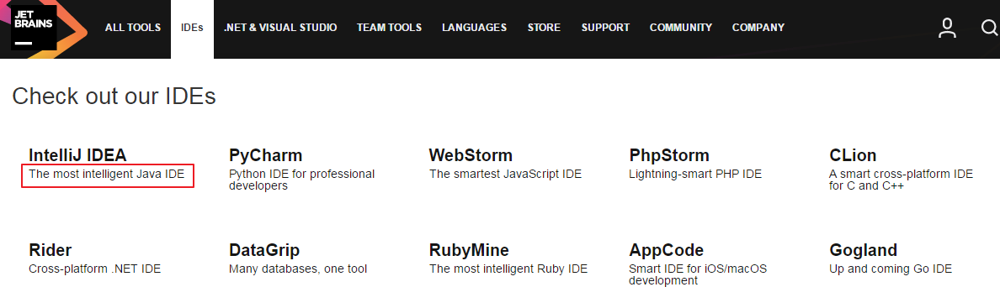 JET
BRAINS
ALL TOOLS
IDEs
.NET & VISUAL STUDIO
TEAM TOOLS
LANGUAGES
STORE
SUPPORT
COMMUNITY
COMPANY
Check out our IDEs
IntelliJ IDEA
The most intelligent Java IDE
PyCharm
Python IDE for professional
developers
WebStorm
The smartest JavaScript IDE
PhpStorm
Lightning-smart PHP IDE
CLion
A smart cross-platform IDE
for C and C++
Rider
Cross-platform .NET IDE
DataGrip
Many databases, one tool
RubyMine
The most intelligent Ruby IDE
AppCode
Smart IDE for iOS/macOS
development
Gogland
Up and coming Go IDE